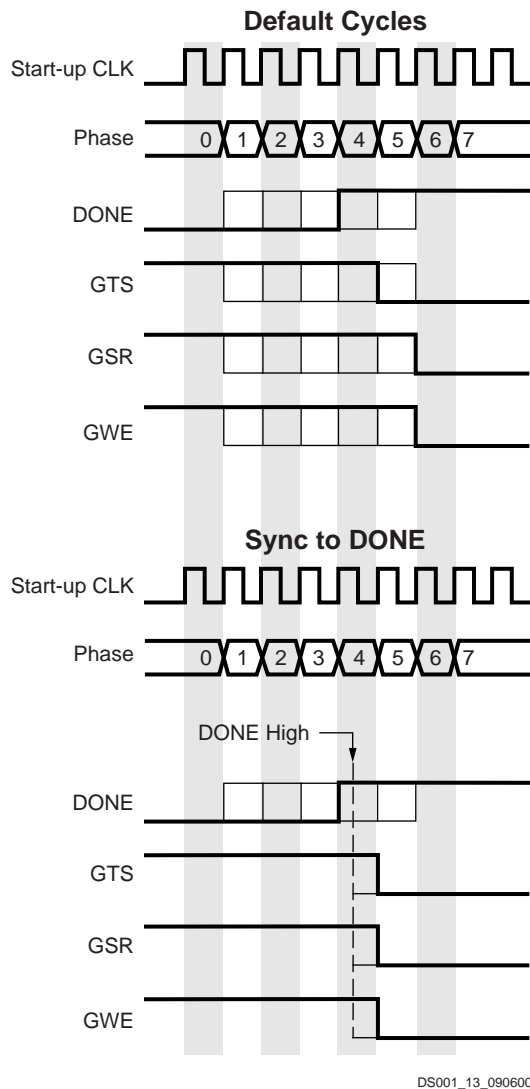 Default Cycles
Start-up CLK
Phase 0 1 2 3 4 5 6 7
DONE
GTS
GSR
GWE
Sync to DONE
Start-up CLK
Phase 0 1 2 3 4 5 6 7
DONE High
DONE
GTS
GSR
GWE
DS001_13_090600